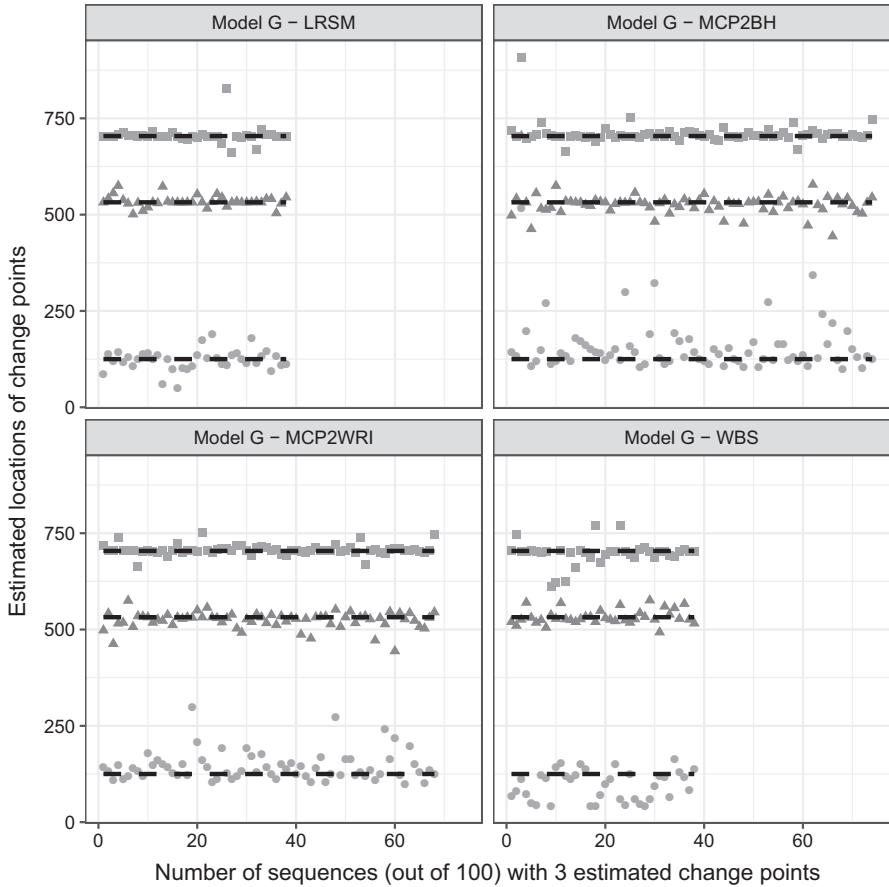 Model G − LRSM
Model G − MCP2BH
750
500
250
0
Model G − MCP2WRI
Model G − WBS
750
500
250
0
0
20
40
60
0
20
40
60
Estimated locations of change points
Number of sequences (out of 100) with 3 estimated change points